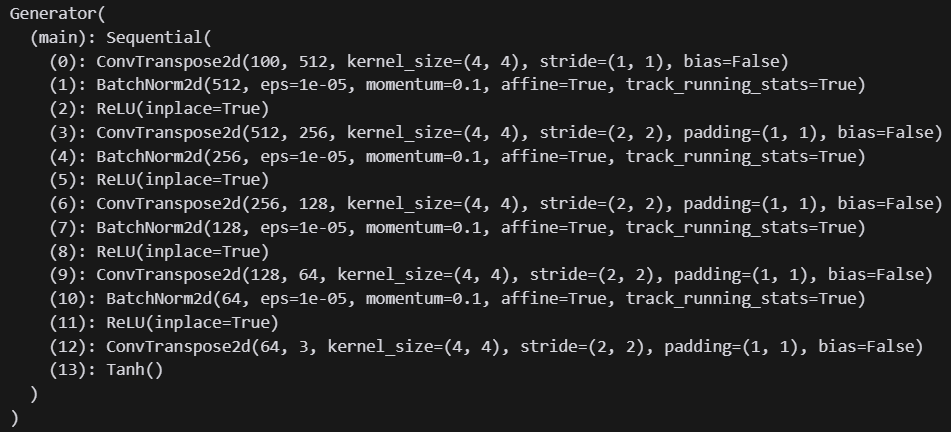 Generator(
  (main): Sequential(
    (0): ConvTranspose2d(100, 512, kernel_size=(4, 4), stride=(1, 1), bias=False)
    (1): BatchNorm2d(512, eps=1e-05, momentum=0.1, affine=True, track_running_stats=True)
    (2): ReLU(inplace=True)
    (3): ConvTranspose2d(512, 256, kernel_size=(4, 4), stride=(2, 2), padding=(1, 1), bias=False)
    (4): BatchNorm2d(256, eps=1e-05, momentum=0.1, affine=True, track_running_stats=True)
    (5): ReLU(inplace=True)
    (6): ConvTranspose2d(256, 128, kernel_size=(4, 4), stride=(2, 2), padding=(1, 1), bias=False)
    (7): BatchNorm2d(128, eps=1e-05, momentum=0.1, affine=True, track_running_stats=True)
    (8): ReLU(inplace=True)
    (9): ConvTranspose2d(128, 64, kernel_size=(4, 4), stride=(2, 2), padding=(1, 1), bias=False)
    (10): BatchNorm2d(64, eps=1e-05, momentum=0.1, affine=True, track_running_stats=True)
    (11): ReLU(inplace=True)
    (12): ConvTranspose2d(64, 3, kernel_size=(4, 4), stride=(2, 2), padding=(1, 1), bias=False)
    (13): Tanh()
  )
)